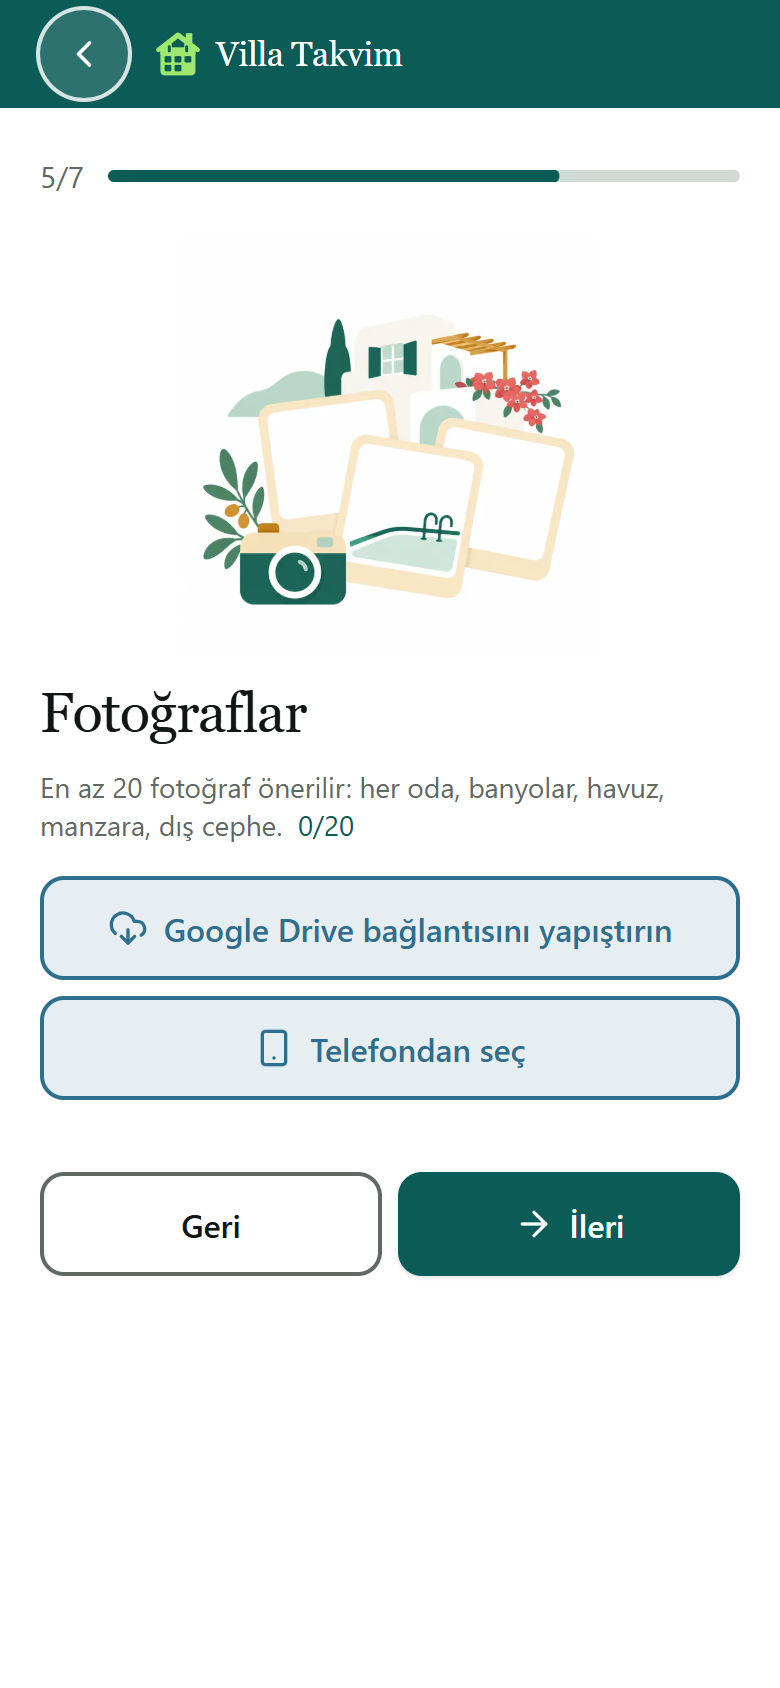 Villa Takvim
5/7
Fotoğraflar
En az 20 fotoğraf önerilir: her oda, banyolar, havuz,
manzara, dış cephe. 0/20
Google Drive bağlantısını yapıştırın
Telefondan seç
Geri
İleri